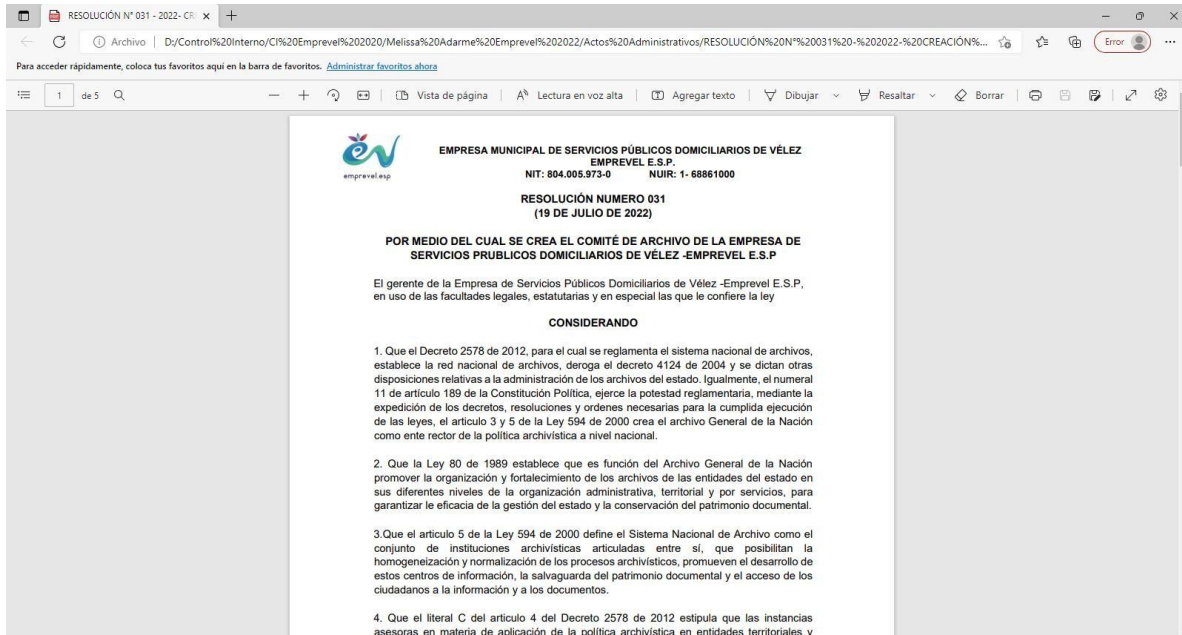 RESOLUCIÓN N° 031 - 2022- CR
Archivo
D:/Control%20Interno/CI%20Emprevel%202020/Melissa%20Adarme%20Emprevel%202022/Actos%20Administrativos/RESOLUCIÓN%20N°%20031%20-%202022-%20CREACIÓN%...
Error
Para acceder rápidamente, coloca tus favoritos aquí en la barra de favoritos. Administrar favoritos ahora
1 de 5
Vista de página
Lectura en voz alta
Agregar texto
Dibujar
Resaltar
Borrar
emprevel.esp
EMPRESA MUNICIPAL DE SERVICIOS PÚBLICOS DOMICILIARIOS DE VÉLEZ
EMPREVEL E.S.P.
NIT: 804.005.973-0 NUIR: 1- 68861000
RESOLUCIÓN NUMERO 031
(19 DE JULIO DE 2022)
POR MEDIO DEL CUAL SE CREA EL COMITÉ DE ARCHIVO DE LA EMPRESA DE
SERVICIOS PRUBLICOS DOMICILIARIOS DE VÉLEZ -EMPREVEL E.S.P
El gerente de la Empresa de Servicios Públicos Domiciliarios de Vélez -Emprevel E.S.P,
en uso de las facultades legales, estatutarias y en especial las que le confiere la ley
CONSIDERANDO
1. Que el Decreto 2578 de 2012, para el cual se reglamenta el sistema nacional de archivos,
establece la red nacional de archivos, deroga el decreto 4124 de 2004 y se dictan otras
disposiciones relativas a la administración de los archivos del estado. Igualmente, el numeral
11 de artículo 189 de la Constitución Política, ejerce la potestad reglamentaria, mediante la
expedición de los decretos, resoluciones y ordenes necesarias para la cumplida ejecución
de las leyes, el articulo 3 y 5 de la Ley 594 de 2000 crea el archivo General de la Nación
como ente rector de la política archivística a nivel nacional.
2. Que la Ley 80 de 1989 establece que es función del Archivo General de la Nación
promover la organización y fortalecimiento de los archivos de las entidades del estado en
sus diferentes niveles de la organización administrativa, territorial y por servicios, para
garantizar le eficacia de la gestión del estado y la conservación del patrimonio documental.
3.Que el articulo 5 de la Ley 594 de 2000 define el Sistema Nacional de Archivo como el
conjunto de instituciones archivísticas articuladas entre sí, que posibilitan la
homogeneización y normalización de los procesos archivísticos, promueven el desarrollo de
estos centros de información, la salvaguarda del patrimonio documental y el acceso de los
ciudadanos a la información y a los documentos.
4. Que el literal C del articulo 4 del Decreto 2578 de 2012 estipula que las instancias
asesoras en materia de aplicación de la política archivística en entidades territoriales y